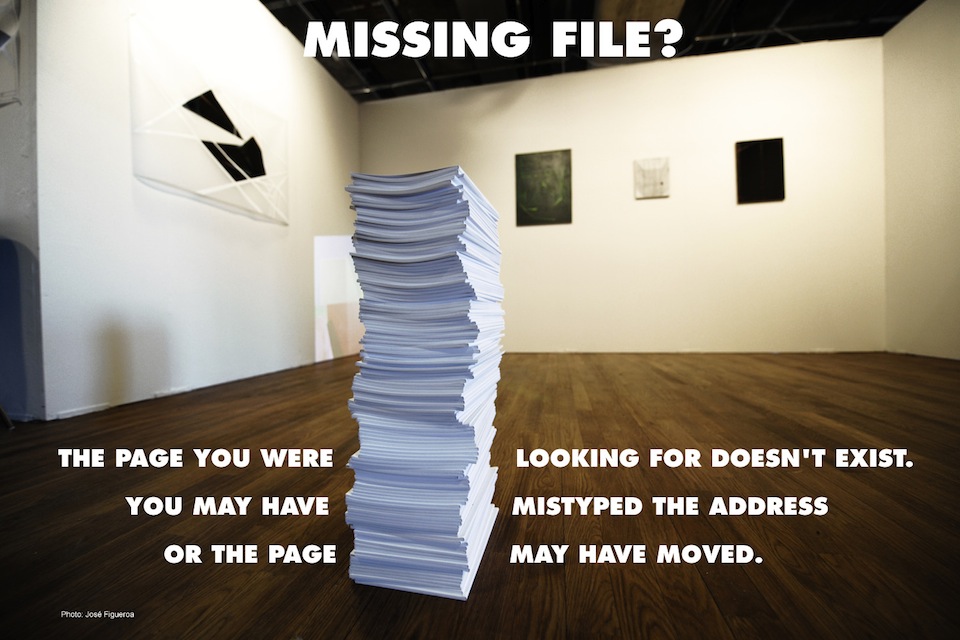 MISSING FILE?
THE PAGE YOU WERE LOOKING FOR DOESN'T EXIST.
YOU MAY HAVE MISTYPED THE ADDRESS
OR THE PAGE MAY HAVE MOVED.
Photo: José Figueroa